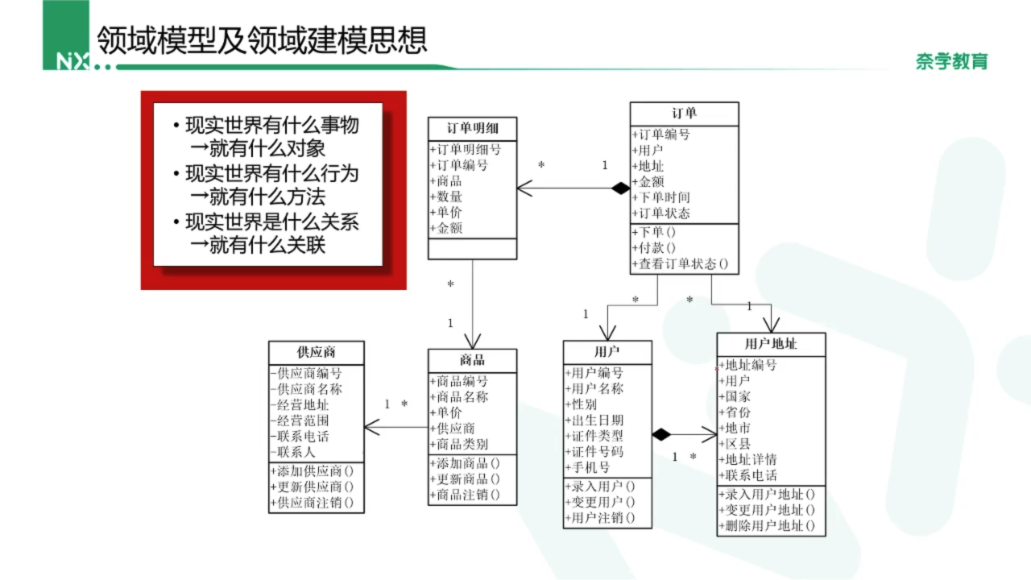 领域模型及领域建模思想
NX
奈学教育
• 现实世界有什么事物
→就有什么对象
• 现实世界有什么行为
→就有什么方法
• 现实世界是什么关系
→就有什么关联
订单明细
+订单明细号
+订单编号
+商品
+数量
+单价
+金额
* 1
订单
+订单编号
+用户
+地址
+金额
+下单时间
+订单状态
+下单()
+付款()
+查看订单状态()
*
1
*
1
*
1
供应商
-供应商编号
-供应商名称
-经营地址
-经营范围
-联系电话
-联系人
+添加供应商()
+更新供应商()
+供应商注销()
1 *
商品
+商品编号
+商品名称
+单价
+供应商
+商品类别
+添加商品()
+更新商品()
+商品注销()
用户
+用户编号
+用户名称
+性别
+出生日期
+证件类型
+证件号码
+手机号
+录入用户()
+变更用户()
+用户注销()
1 *
用户地址
+地址编号
+用户
+国家
+省份
+地市
+区县
+地址详情
+联系电话
+录入用户地址()
+变更用户地址()
+删除用户地址()